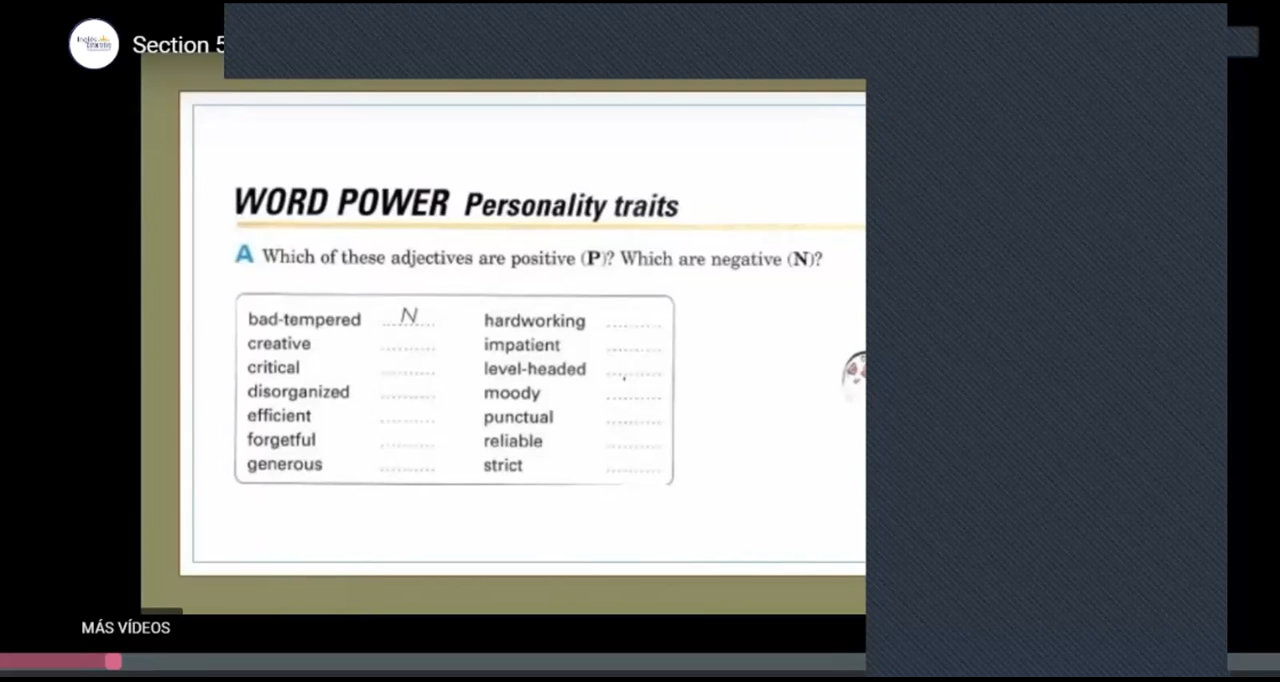 Section 5
WORD POWER Personality traits
A Which of these adjectives are positive (P)? Which are negative (N)?
bad-tempered N
creative
critical
disorganized
efficient
forgetful
generous
hardworking
impatient
level-headed
moody
punctual
reliable
strict
MÁS VÍDEOS